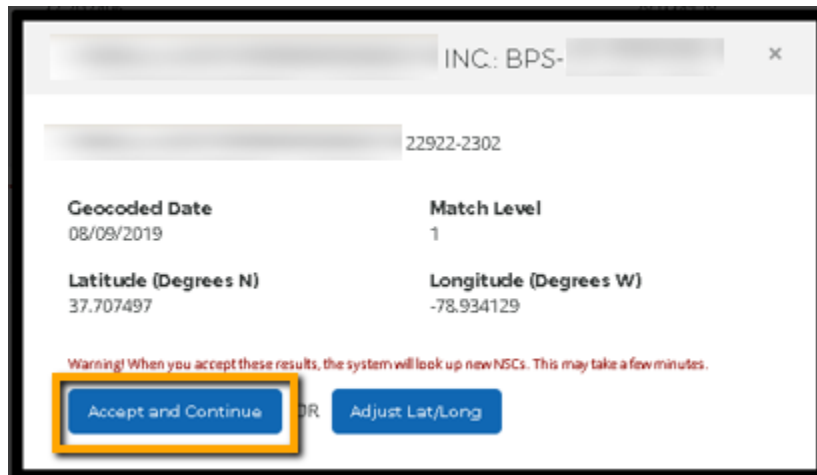 INC.: BPS- ×
22922-2302
Geocoded Date Match Level
08/09/2019 1
Latitude (Degrees N) Longitude (Degrees W)
37.707497 -78.934129
Warning! When you accept these results, the system will look up new NSCs. This may take a few minutes.
Accept and Continue OR Adjust Lat/Long